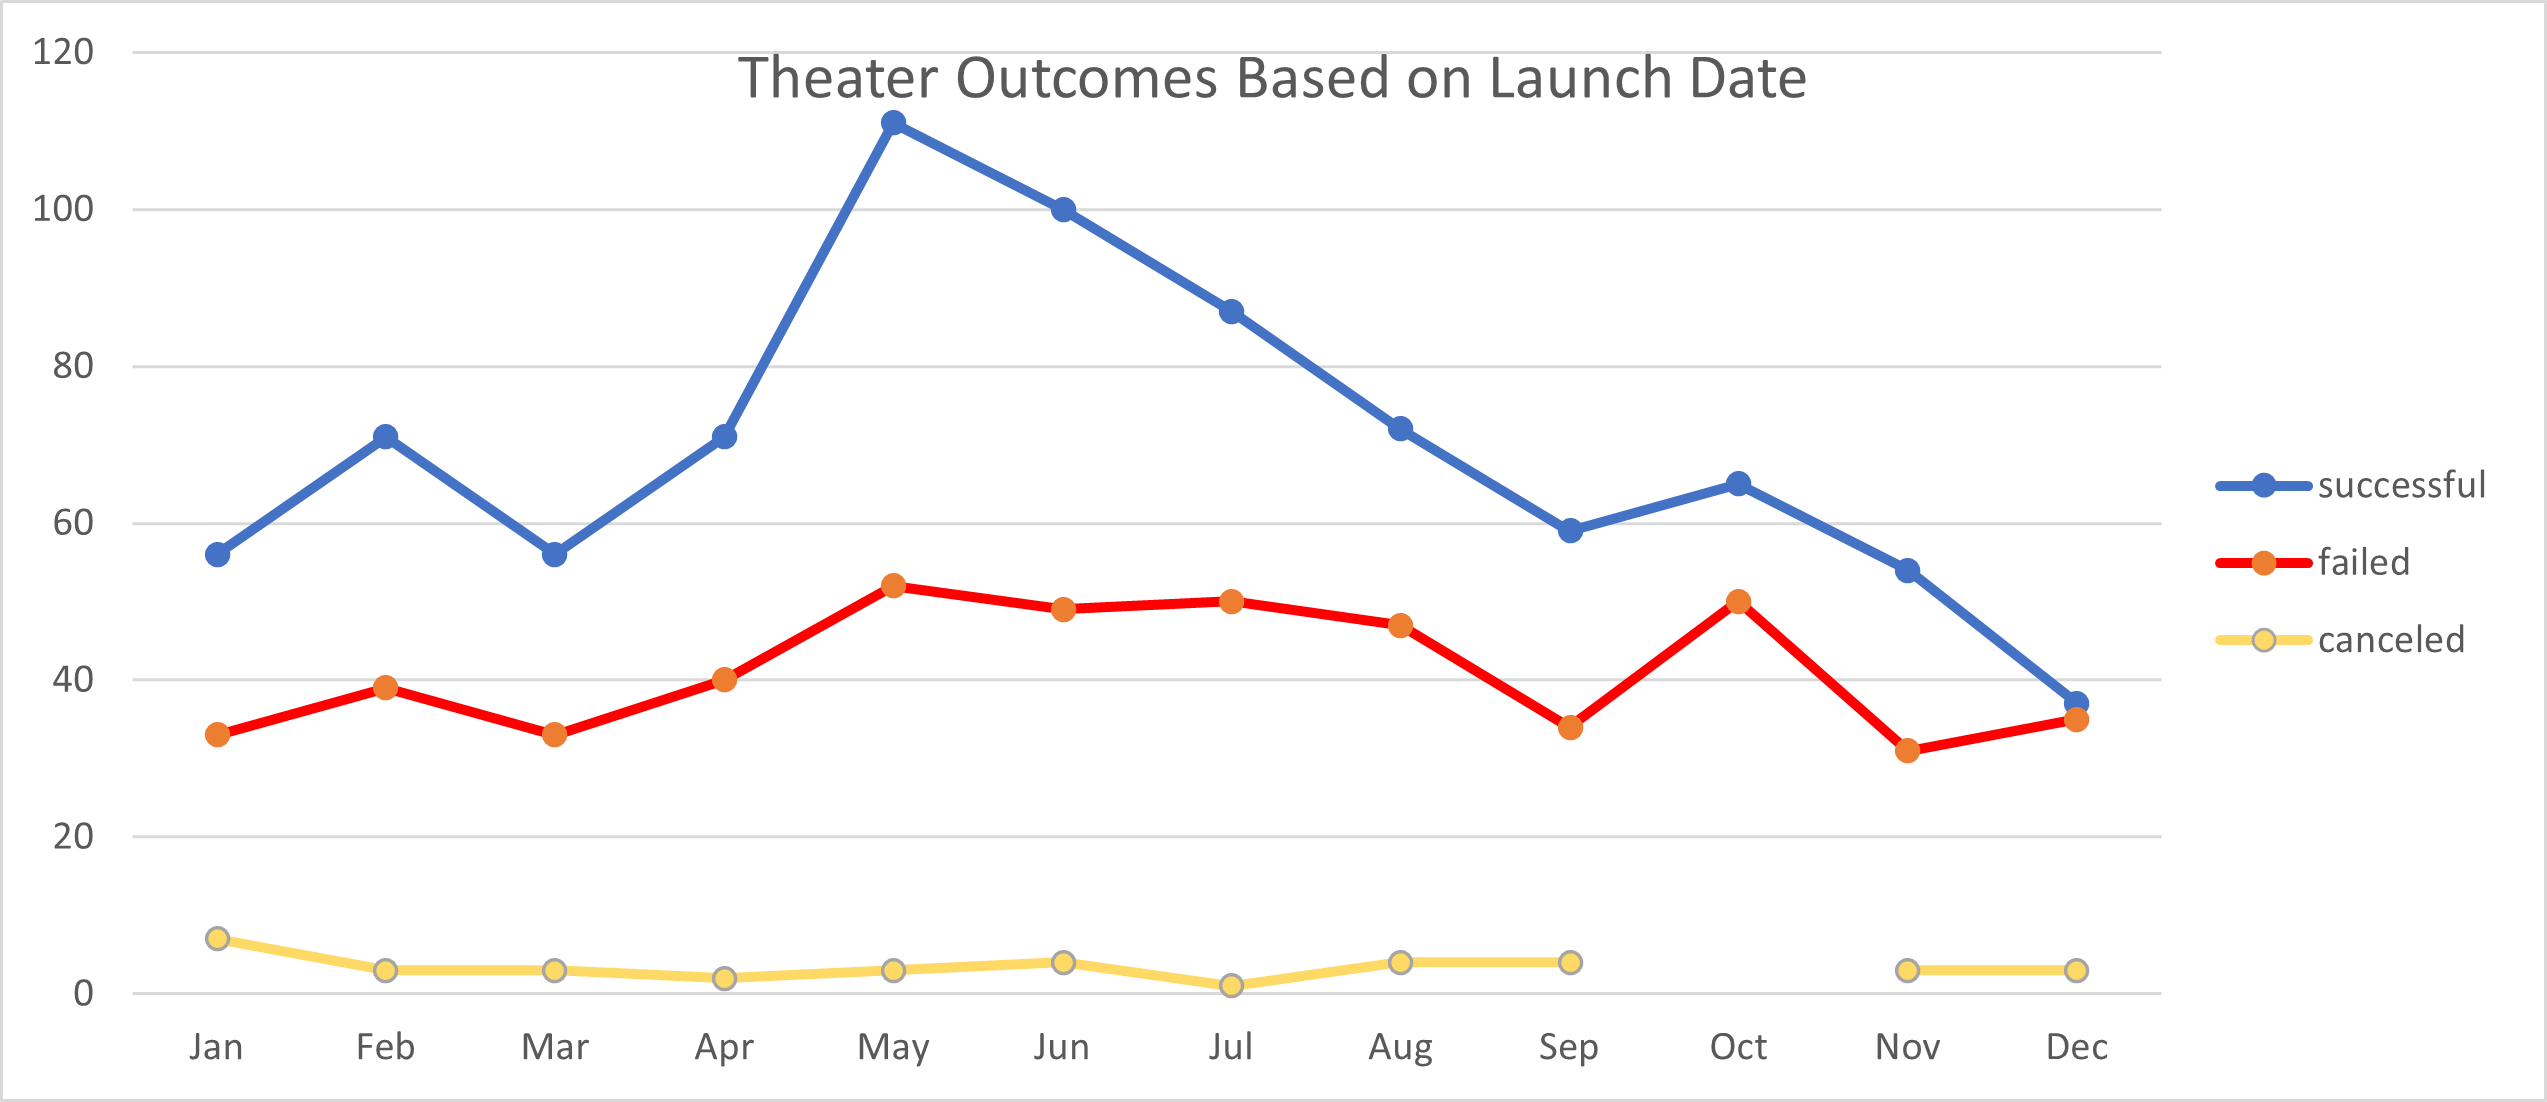 Theater Outcomes Based on Launch Date
120
100
80
60
40
20
0
Jan Feb Mar Apr May Jun Jul Aug Sep Oct Nov Dec
successful
failed
canceled